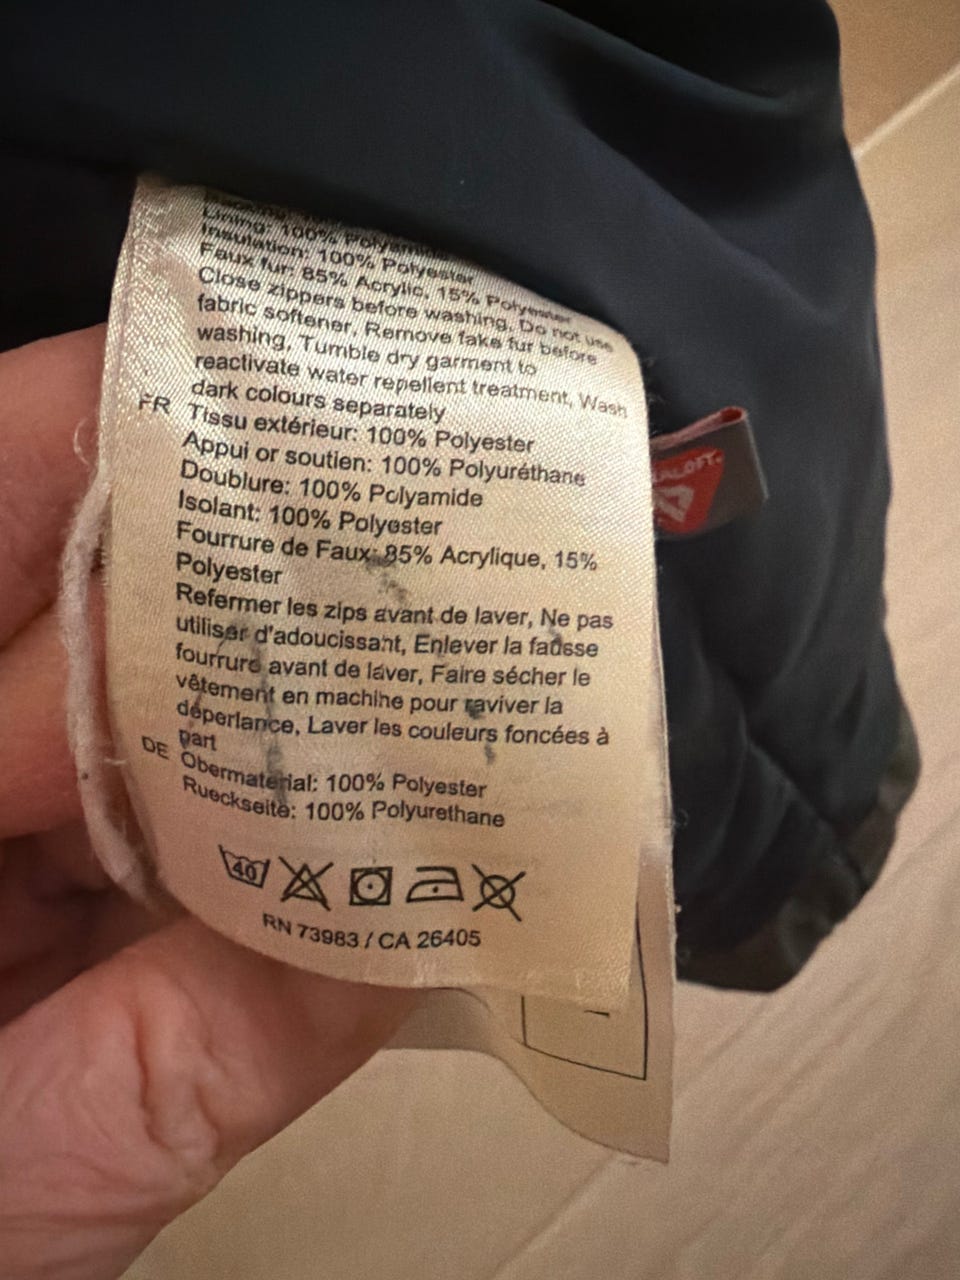 Lining: 100% Polyamide
Insulation: 100% Polyester
Faux fur: 85% Acrylic, 15% Polyester
Close zippers before washing, Do not use
fabric softener, Remove fake fur before
washing, Tumble dry garment to
reactivate water repellent treatment, Wash
dark colours separately
FR Tissu extérieur: 100% Polyester
Appui or soutien: 100% Polyuréthane
Doublure: 100% Polyamide
Isolant: 100% Polyester
Fourrure de Faux: 85% Acrylique, 15%
Polyester
Refermer les zips avant de laver, Ne pas
utiliser d'adoucissant, Enlever la fausse
fourrure avant de laver, Faire sécher le
vêtement en machine pour raviver la
déperlance, Laver les couleurs foncées à
part
DE Obermaterial: 100% Polyester
Rueckseite: 100% Polyurethane
40
RN 73983 / CA 26405